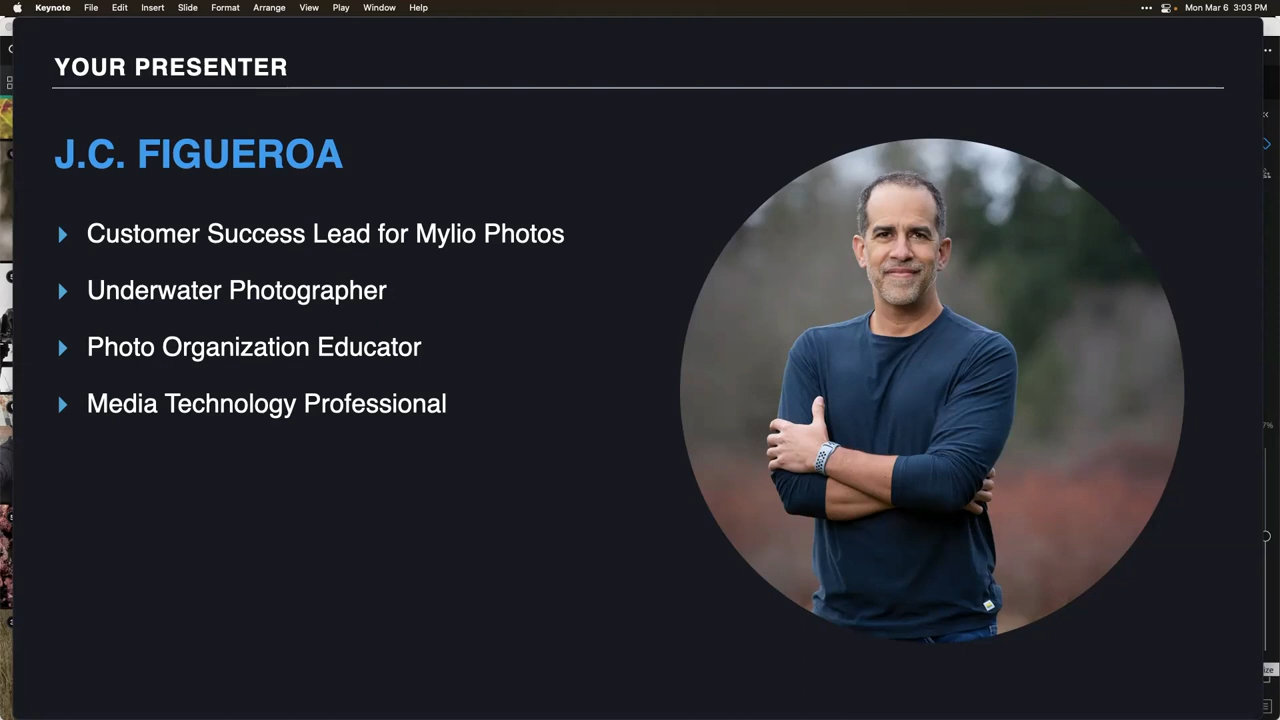 Keynote File Edit Insert Slide Format Arrange View Play Window Help Mon Mar 6 3:03 PM
YOUR PRESENTER
J.C. FIGUEROA
Customer Success Lead for Mylio Photos
Underwater Photographer
Photo Organization Educator
Media Technology Professional